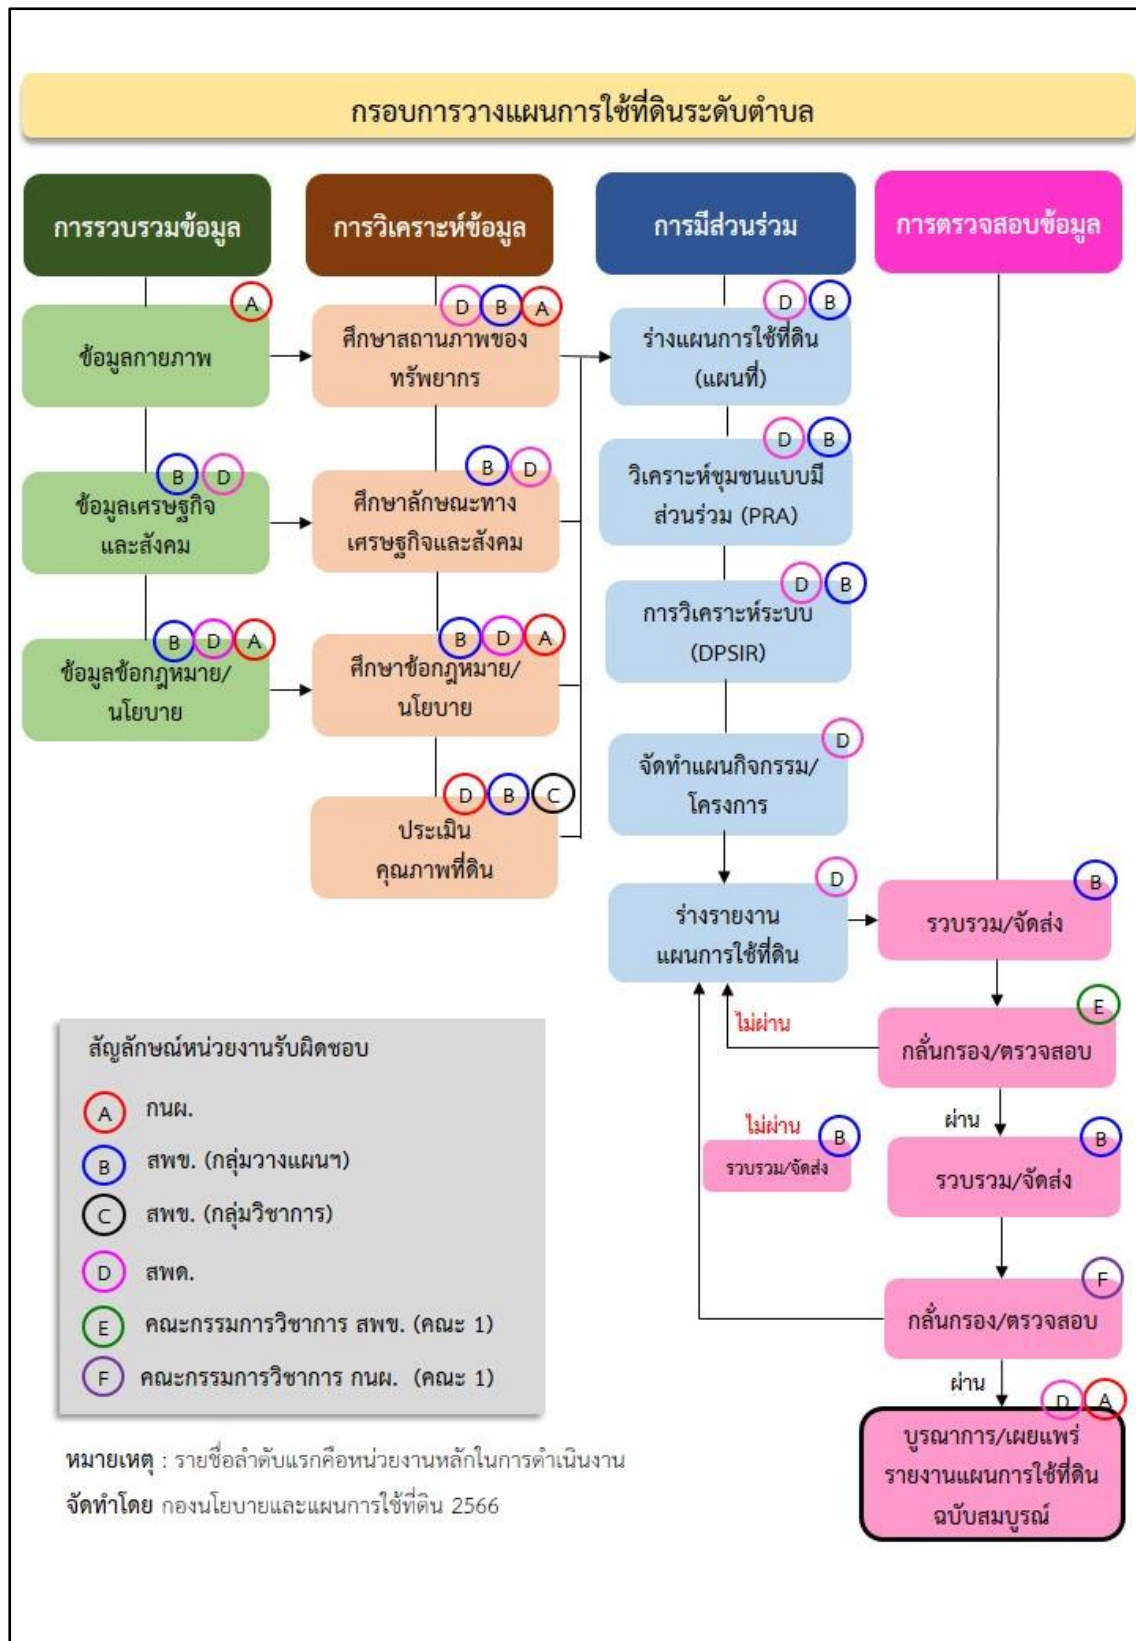 กรอบการวางแผนการใช้ที่ดินระดับตำบล
การรวบรวมข้อมูล
การวิเคราะห์ข้อมูล
การมีส่วนร่วม
การตรวจสอบข้อมูล
A
ข้อมูลกายภาพ
B D
ข้อมูลเศรษฐกิจ
และสังคม
B D A
ข้อมูลข้อกฎหมาย/
นโยบาย
D B A
ศึกษาสถานภาพของ
ทรัพยากร
B D
ศึกษาลักษณะทาง
เศรษฐกิจและสังคม
B D A
ศึกษาข้อกฎหมาย/
นโยบาย
D B C
ประเมิน
คุณภาพที่ดิน
D B
ร่างแผนการใช้ที่ดิน
(แผนที่)
D B
วิเคราะห์ชุมชนแบบมี
ส่วนร่วม (PRA)
D B
การวิเคราะห์ระบบ
(DPSIR)
D
จัดทำแผนกิจกรรม/
โครงการ
D
ร่างรายงาน
แผนการใช้ที่ดิน
B
รวบรวม/จัดส่ง
E
กลั่นกรอง/ตรวจสอบ
ไม่ผ่าน
ผ่าน
B
รวบรวม/จัดส่ง
ไม่ผ่าน
B
รวบรวม/จัดส่ง
F
กลั่นกรอง/ตรวจสอบ
ผ่าน
D A
บูรณาการ/เผยแพร่
รายงานแผนการใช้ที่ดิน
ฉบับสมบูรณ์
สัญลักษณ์หน่วยงานรับผิดชอบ
A กนผ.
B สพข. (กลุ่มวางแผนฯ)
C สพข. (กลุ่มวิชาการ)
D สพด.
E คณะกรรมการวิชาการ สพข. (คณะ 1)
F คณะกรรมการวิชาการ กนผ. (คณะ 1)
หมายเหตุ : รายชื่อลำดับแรกคือหน่วยงานหลักในการดำเนินงาน
จัดทำโดย กองนโยบายและแผนการใช้ที่ดิน 2566